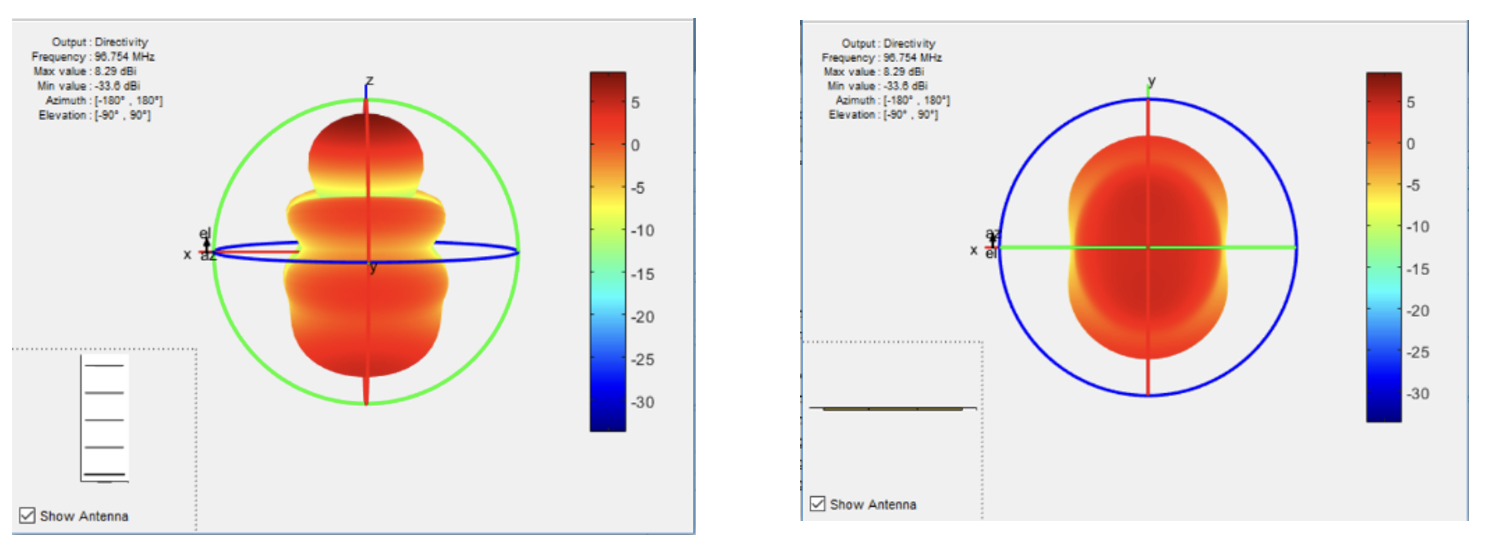 Output : Directivity
Frequency : 96.754 MHz
Max value : 8.29 dBi
Min value : -33.6 dBi
Azimuth : [-180° , 180°]
Elevation : [-90° , 90°]
z
el
x
az
y
5
0
-5
-10
-15
-20
-25
-30
Show Antenna
Output : Directivity
Frequency : 96.754 MHz
Max value : 8.29 dBi
Min value : -33.6 dBi
Azimuth : [-180° , 180°]
Elevation : [-90° , 90°]
y
az
x
el
5
0
-5
-10
-15
-20
-25
-30
Show Antenna